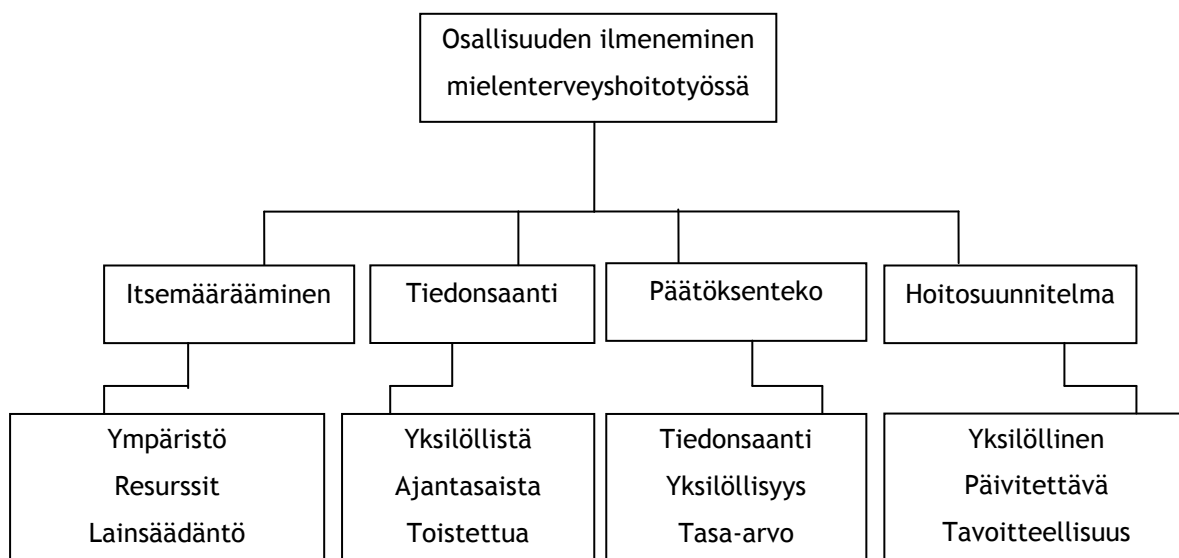 Osallisuuden ilmeneminen
mielenterveyshoitotyössä
Itsemäärääminen
Tiedonsaanti
Päätöksenteko
Hoitosuunnitelma
Ympäristö
Resurssit
Lainsäädäntö
Yksilöllistä
Ajantasaista
Toistettua
Tiedonsaanti
Yksilöllisyys
Tasa-arvo
Yksilöllinen
Päivitettävä
Tavoitteellisuus